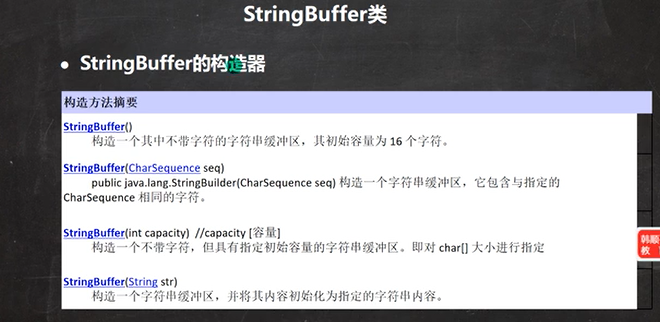 StringBuffer类
● StringBuffer的构造器
构造方法摘要
StringBuffer()
构造一个其中不带字符的字符串缓冲区，其初始容量为 16 个字符。
StringBuffer(CharSequence seq)
public java.lang.StringBuilder(CharSequence seq) 构造一个字符串缓冲区，它包含与指定的
CharSequence 相同的字符。
StringBuffer(int capacity) //capacity [容量]
构造一个不带字符，但具有指定初始容量的字符串缓冲区。即对 char[] 大小进行指定
StringBuffer(String str)
构造一个字符串缓冲区，并将其内容初始化为指定的字符串内容。
韩顺
教